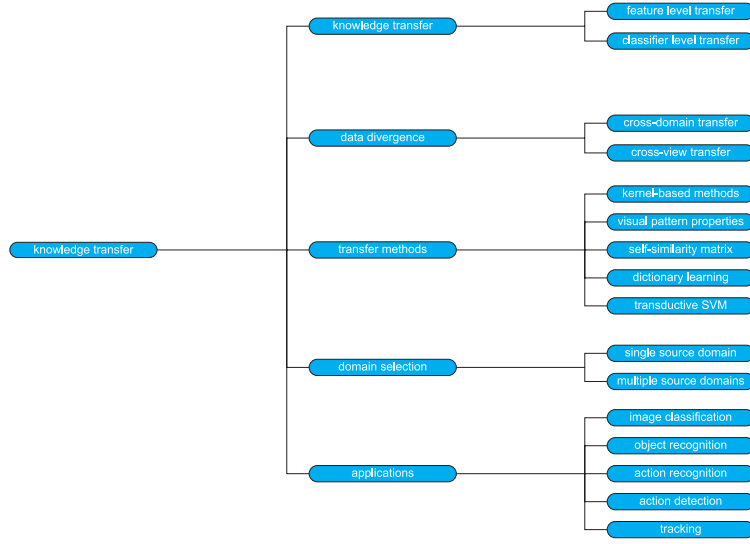 knowledge transfer
knowledge transfer
feature level transfer
classifier level transfer
data divergence
cross-domain transfer
cross-view transfer
transfer methods
kernel-based methods
visual pattern properties
self-similarity matrix
dictionary learning
transductive SVM
domain selection
single source domain
multiple source domains
applications
image classification
object recognition
action recognition
action detection
tracking